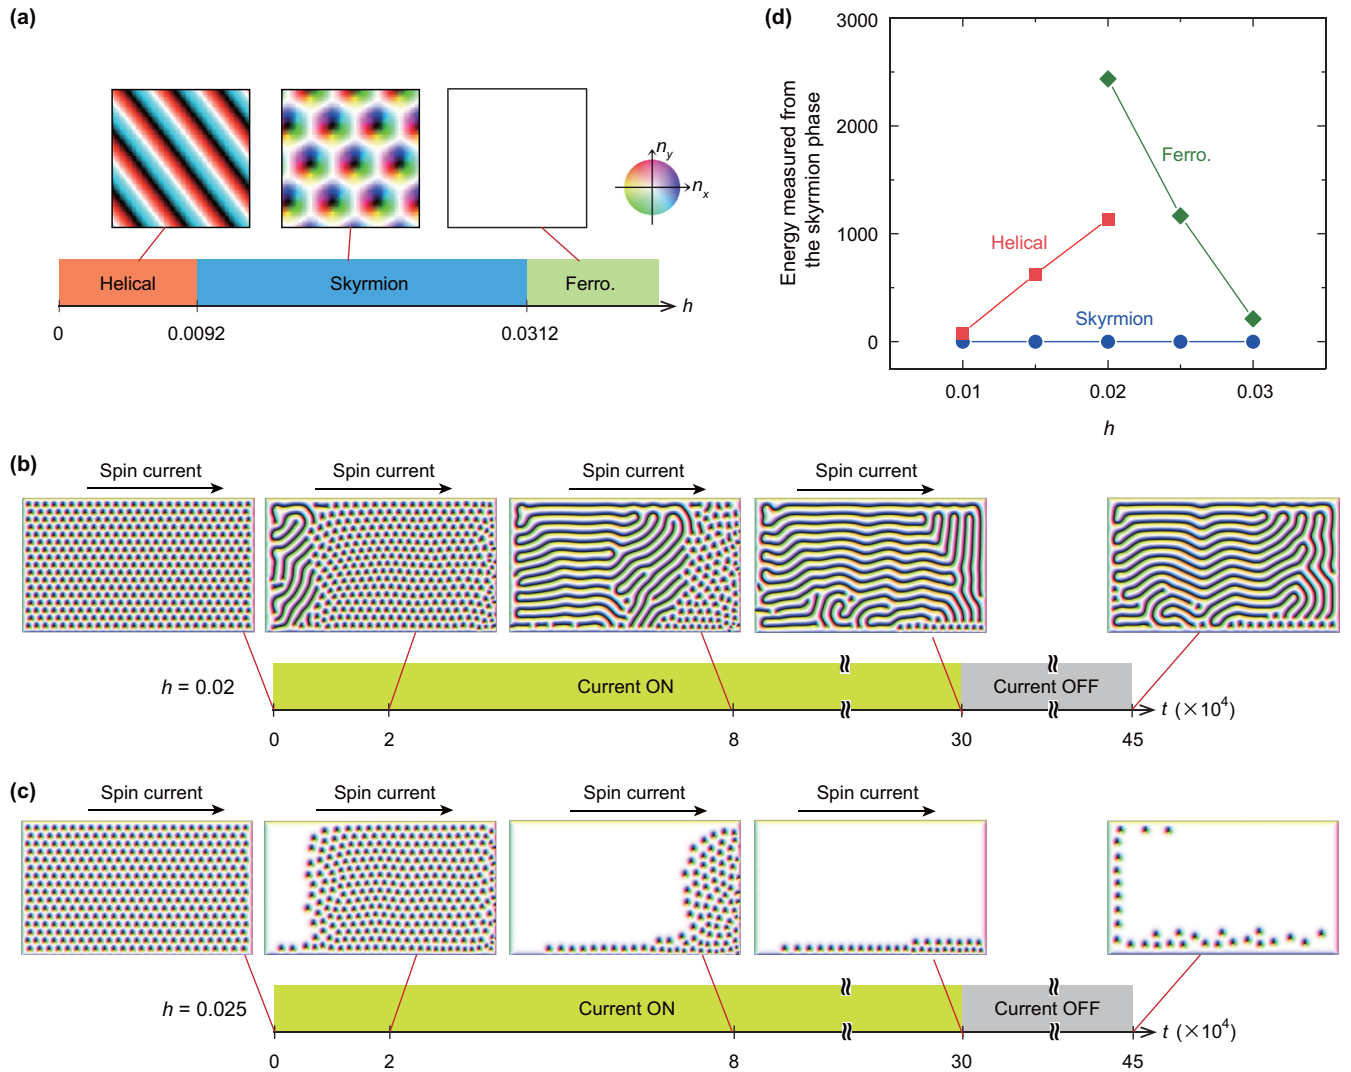 (a)
n_y
n_x
Helical
Skyrmion
Ferro.
h
0
0.0092
0.0312
(d)
3000
2000
1000
0
Energy measured from
the skyrmion phase
Ferro.
Helical
Skyrmion
0.01
0.02
0.03
h
(b)
Spin current
Spin current
Spin current
Spin current
h = 0.02
Current ON
Current OFF
t (×10^4)
0
2
8
30
45
(c)
Spin current
Spin current
Spin current
Spin current
h = 0.025
Current ON
Current OFF
t (×10^4)
0
2
8
30
45